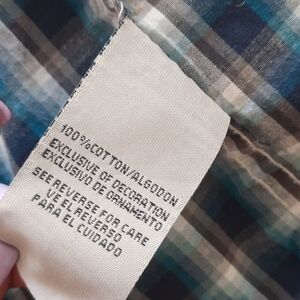 100%COTTON/ALGODON
EXCLUSIVE OF DECORATION
EXCLUSIVO DE ORNAMENTO
SEE REVERSE FOR CARE
VE EL REVERSO
PARA EL CUIDADO